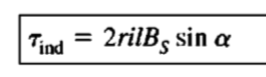 τind = 2rilBS sin α